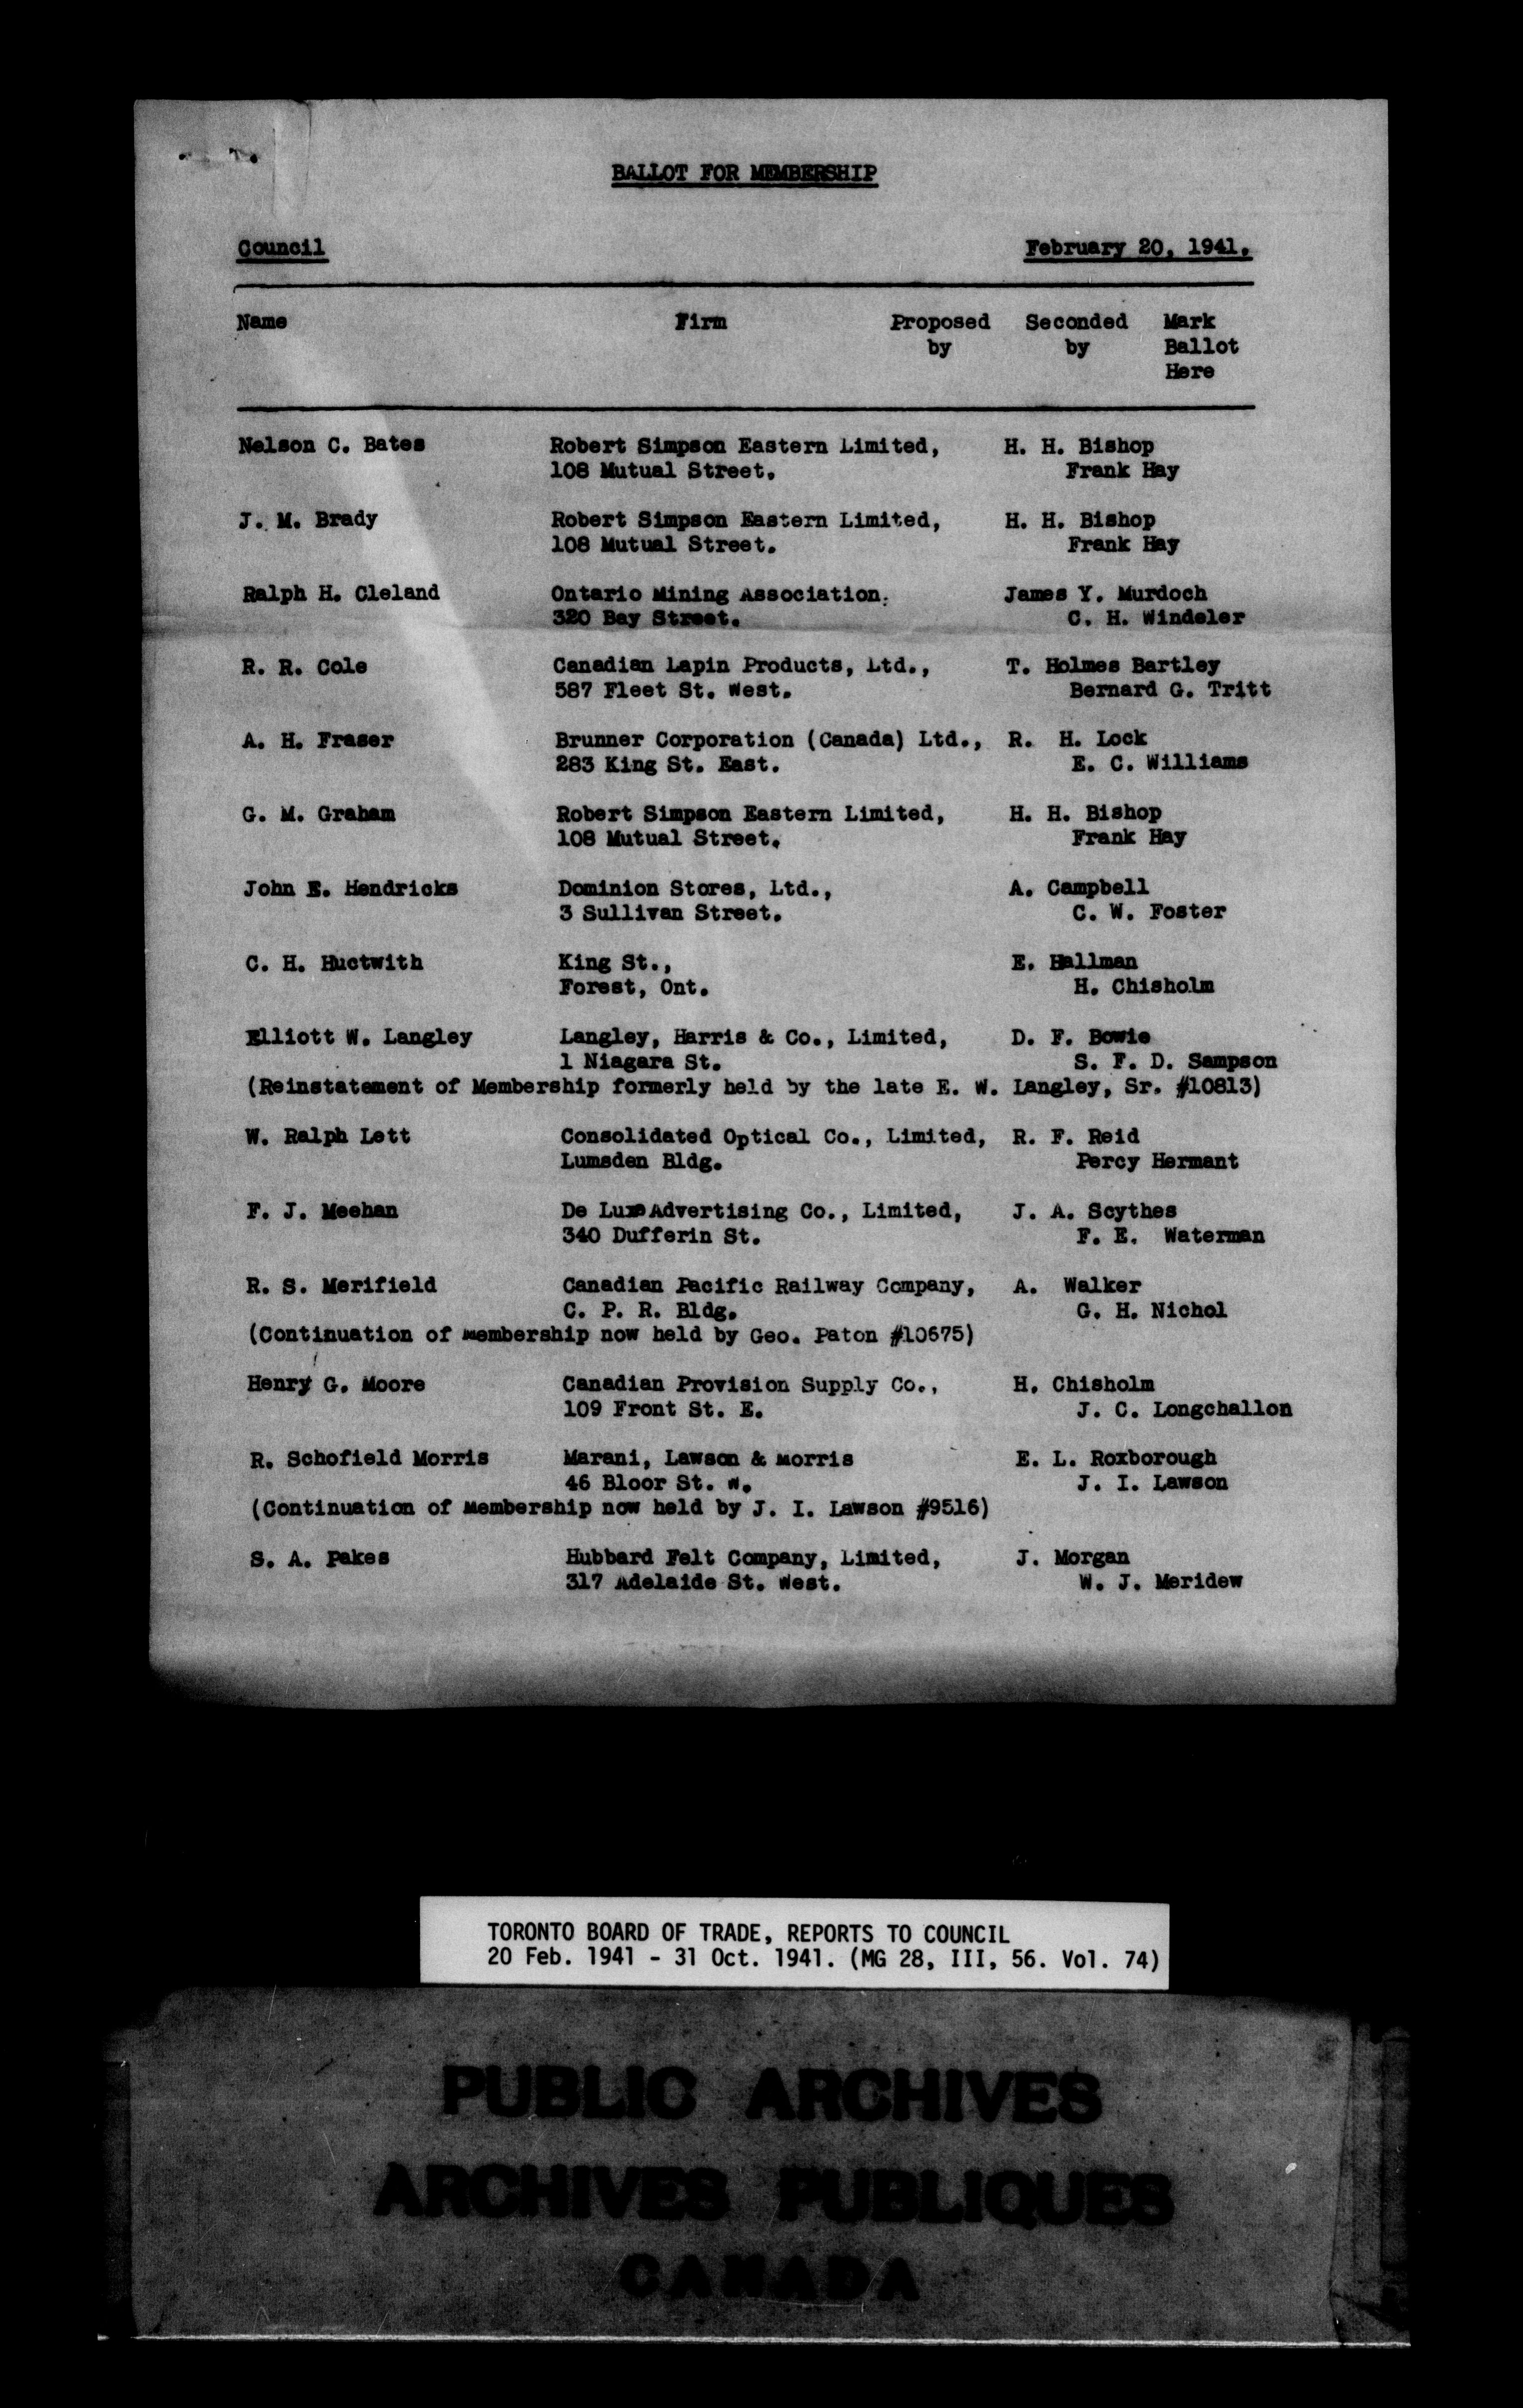 BALLOT FOR MEMBERSHIP
Council February 20, 1941.
Name Firm Proposed Seconded Mark
by by Ballot
Here
Nelson C. Bates Robert Simpson Eastern Limited, H. H. Bishop
108 Mutual Street. Frank Hay
J. M. Brady Robert Simpson Eastern Limited, H. H. Bishop
108 Mutual Street. Frank Hay
Ralph H. Cleland Ontario Mining Association. James Y. Murdoch
320 Bay Street. C. H. Windeler
R. R. Cole Canadian Lapin Products, Ltd., T. Holmes Bartley
587 Fleet St. West. Bernard G. Tritt
A. H. Fraser Brunner Corporation (Canada) Ltd., R. H. Lock
283 King St. East. E. C. Williams
G. M. Graham Robert Simpson Eastern Limited, H. H. Bishop
108 Mutual Street. Frank Hay
John E. Hendricks Dominion Stores, Ltd., A. Campbell
3 Sullivan Street. C. W. Foster
C. H. Huctwith King St., E. Hallman
Forest, Ont. H. Chisholm
Elliott W. Langley Langley, Harris & Co., Limited, D. F. Bowie
1 Niagara St. S. F. D. Sampson
(Reinstatement of Membership formerly held by the late E. W. Langley, Sr. #10813)
W. Ralph Lett Consolidated Optical Co., Limited, R. F. Reid
Lumsden Bldg. Percy Hermant
F. J. Meehan De Luxe Advertising Co., Limited, J. A. Scythes
340 Dufferin St. F. E. Waterman
R. S. Merifield Canadian Pacific Railway Company, A. Walker
C. P. R. Bldg. G. H. Nichol
(Continuation of Membership now held by Geo. Paton #10675)
Henry G. Moore Canadian Provision Supply Co., H. Chisholm
109 Front St. E. J. C. Longchallon
R. Schofield Morris Marani, Lawson & Morris E. L. Roxborough
46 Bloor St. W. J. I. Lawson
(Continuation of Membership now held by J. I. Lawson #9516)
S. A. Pakes Hubbard Felt Company, Limited, J. Morgan
317 Adelaide St. West. W. J. Meridew
TORONTO BOARD OF TRADE, REPORTS TO COUNCIL
20 Feb. 1941 - 31 Oct. 1941. (MG 28, III, 56. Vol. 74)
PUBLIC ARCHIVES
ARCHIVES PUBLIQUES
CANADA